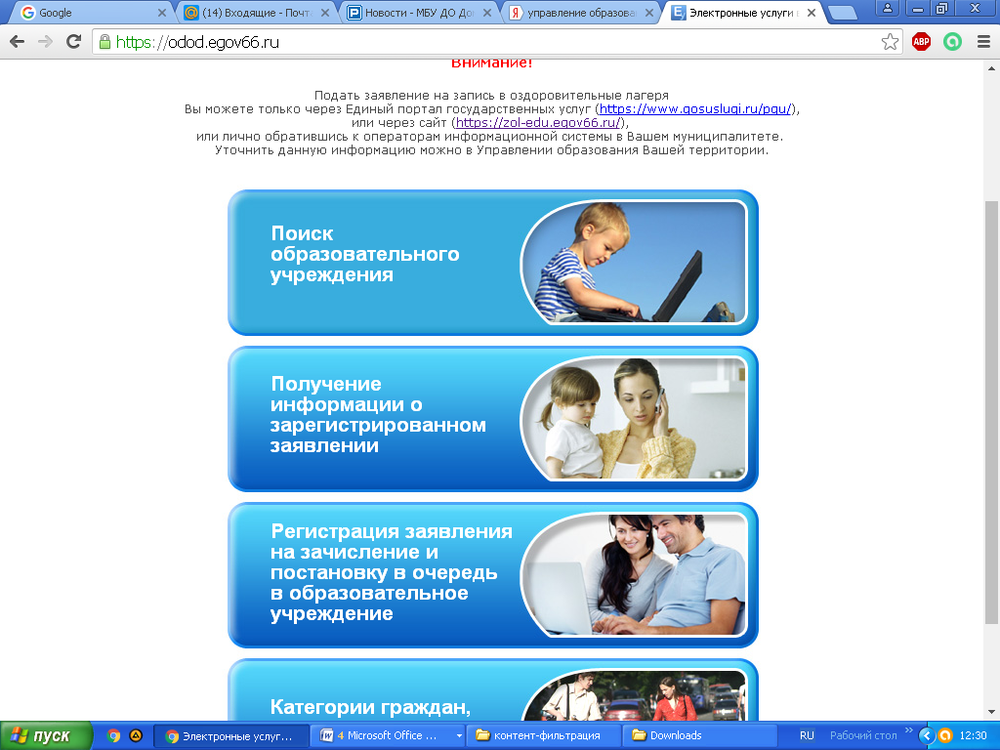 Google
(14) Входящие - Почт
Новости - МБУ ДО До
управление образова
Электронные услуги в
https://odod.egov66.ru
ABP
Внимание!
Подать заявление на запись в оздоровительные лагеря
Вы можете только через Единый портал государственных услуг (https://www.gosuslugi.ru/pgu/),
или через сайт (https://zol-edu.egov66.ru/),
или лично обратившись к операторам информационной системы в Вашем муниципалитете.
Уточнить данную информацию можно в Управлении образования Вашей территории.
Поиск
образовательного
учреждения
Получение
информации о
зарегистрированном
заявлении
Регистрация заявления
на зачисление и
постановку в очередь
в образовательное
учреждение
Категории граждан,
пуск
Электронные услуг...
4 Microsoft Office ...
контент-фильтрация
Downloads
RU
Рабочий стол
12:30